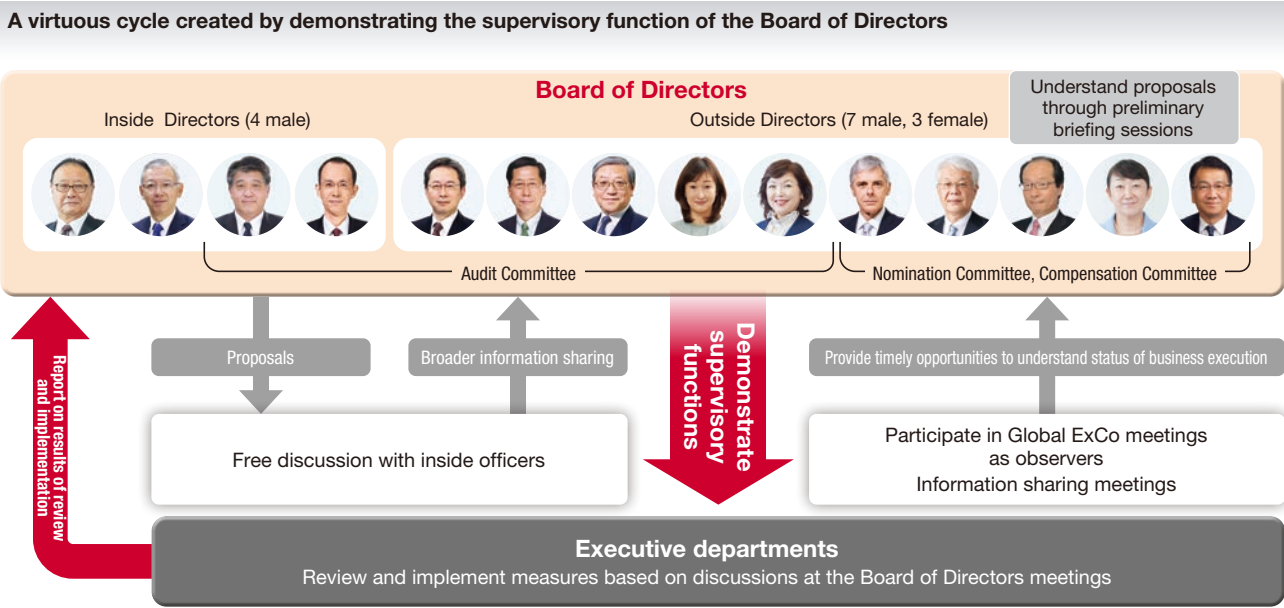 A virtuous cycle created by demonstrating the supervisory function of the Board of Directors
Board of Directors
Inside Directors (4 male)
Outside Directors (7 male, 3 female)
Understand proposals
through preliminary
briefing sessions
Audit Committee
Nomination Committee, Compensation Committee
Report on results of review
and implementation
Proposals
Broader information sharing
Demonstrate
supervisory
functions
Provide timely opportunities to understand status of business execution
Free discussion with inside officers
Participate in Global ExCo meetings
as observers
Information sharing meetings
Executive departments
Review and implement measures based on discussions at the Board of Directors meetings